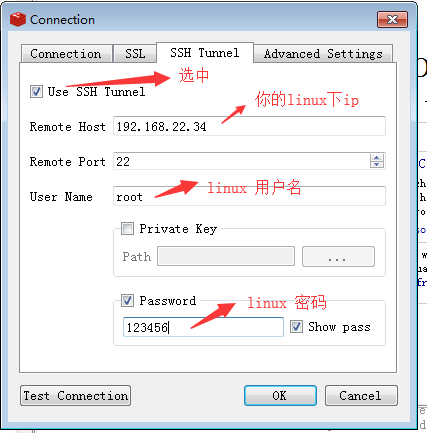 Connection
Connection SSL SSH Tunnel Advanced Settings
Use SSH Tunnel
选中
你的linux下ip
Remote Host 192.168.22.34
Remote Port 22
linux 用户名
User Name root
Private Key
Path ...
Password
linux 密码
123456 Show pass
Test Connection OK Cancel